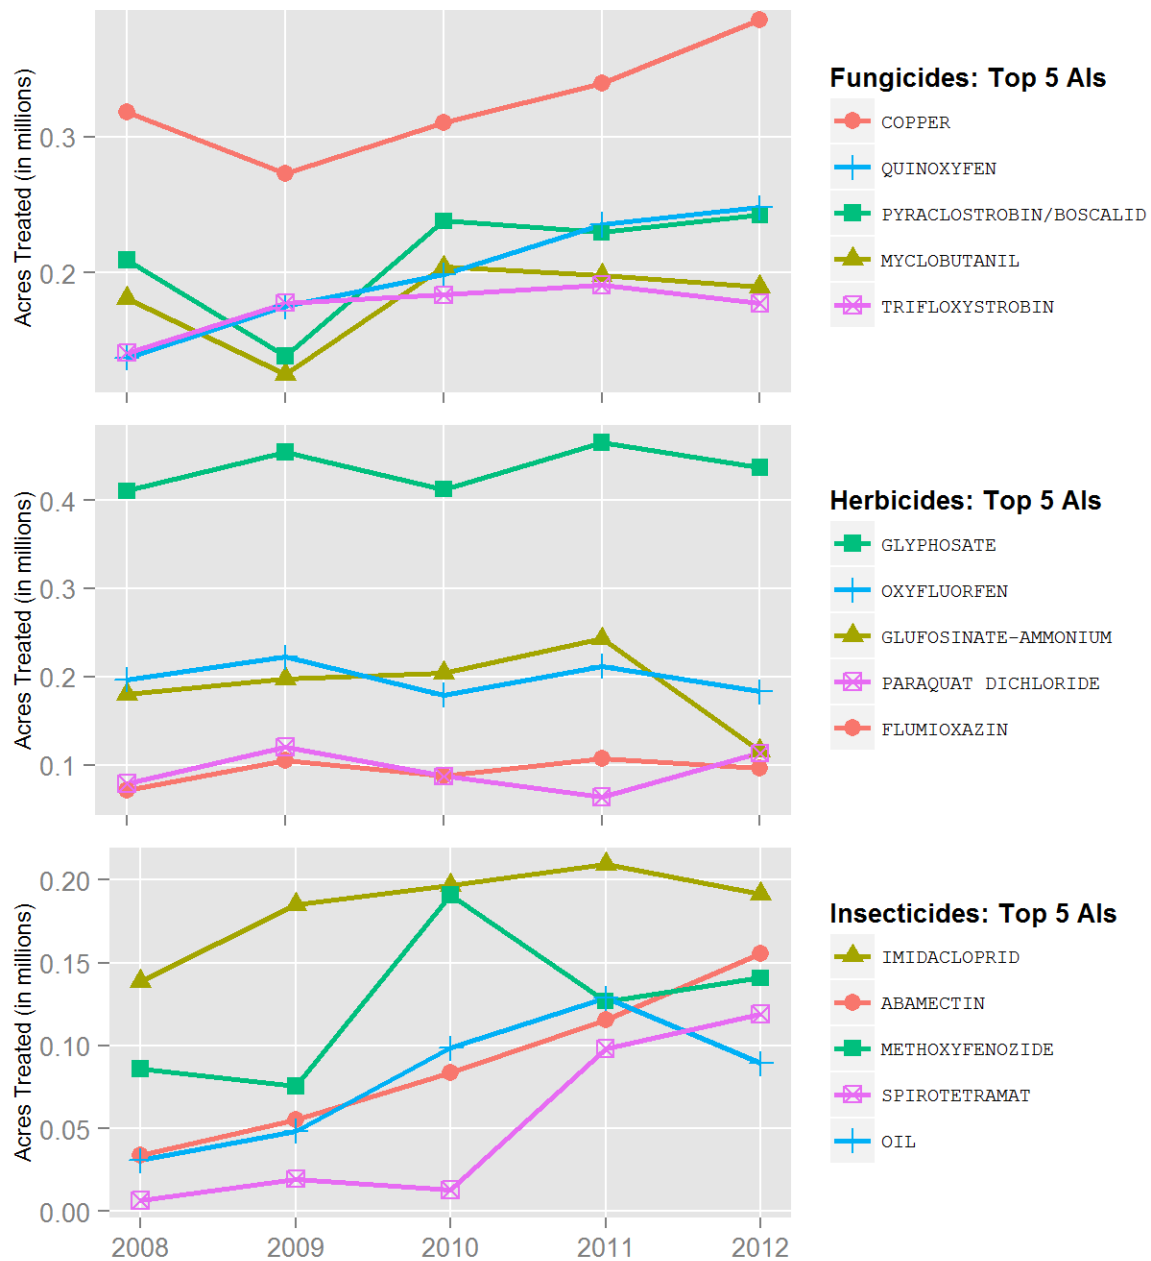 Acres Treated (in millions)
0.3
0.2
Fungicides: Top 5 AIs
COPPER
QUINOXYFEN
PYRACLOSTROBIN/BOSCALID
MYCLOBUTANIL
TRIFLOXYSTROBIN
Acres Treated (in millions)
0.4
0.3
0.2
0.1
Herbicides: Top 5 AIs
GLYPHOSATE
OXYFLUORFEN
GLUFOSINATE-AMMONIUM
PARAQUAT DICHLORIDE
FLUMIOXAZIN
Acres Treated (in millions)
0.20
0.15
0.10
0.05
0.00
2008 2009 2010 2011 2012
Insecticides: Top 5 AIs
IMIDACLOPRID
ABAMECTIN
METHOXYFENOZIDE
SPIROTETRAMAT
OIL